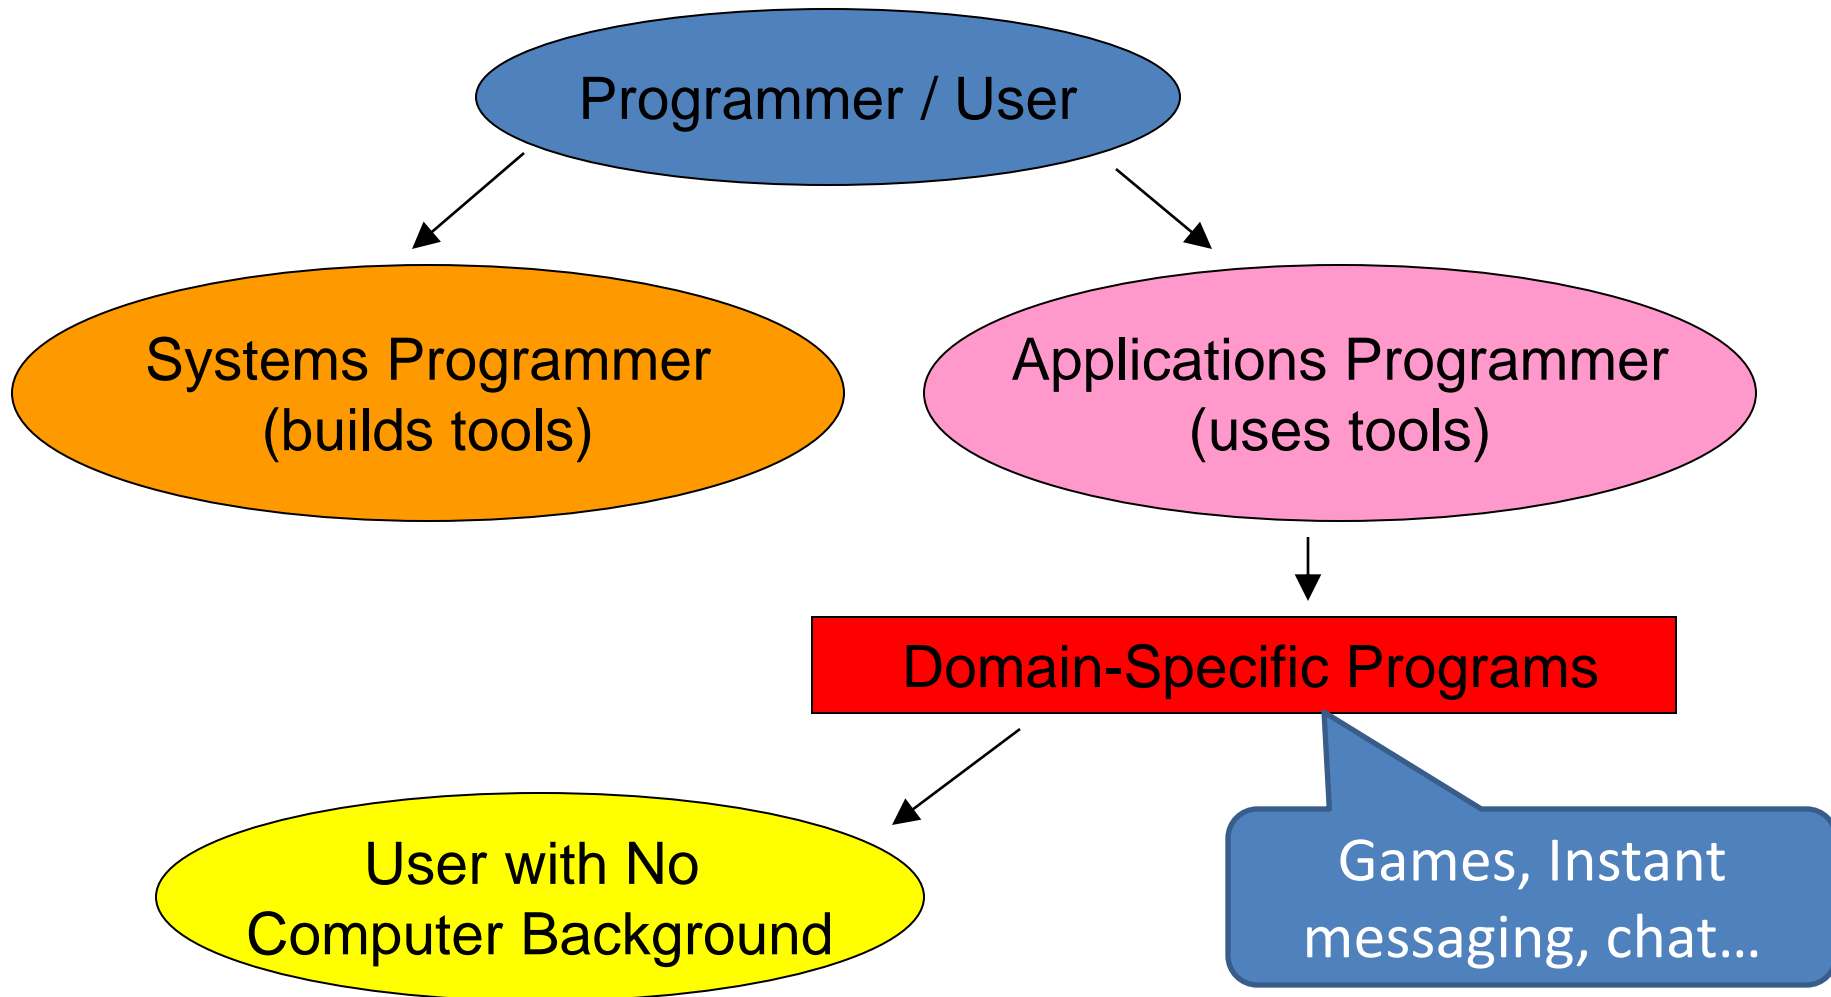 Programmer / User
Systems Programmer
(builds tools)
Applications Programmer
(uses tools)
Domain-Specific Programs
User with No
Computer Background
Games, Instant
messaging, chat…